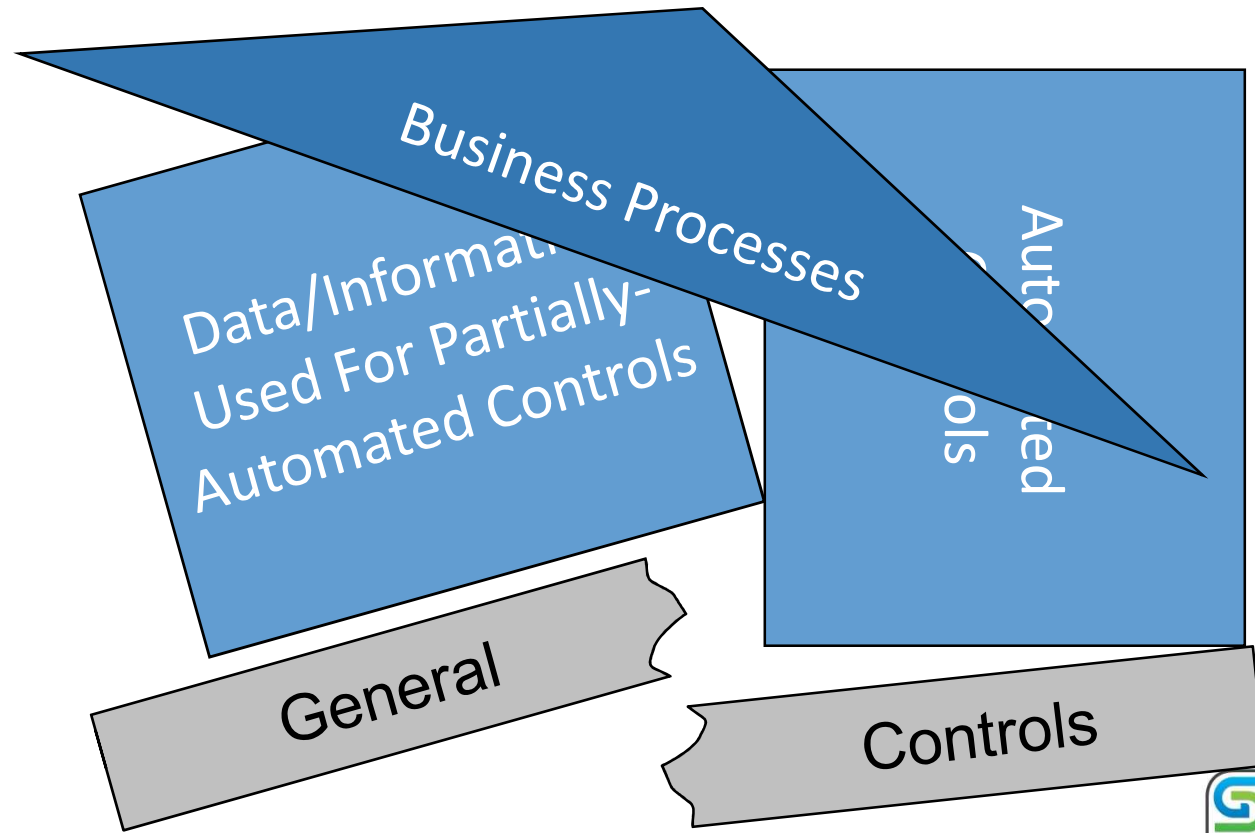 Business Processes
Data/Informati
Used For Partially-
Automated Controls
Auto ted
ols
General
Controls